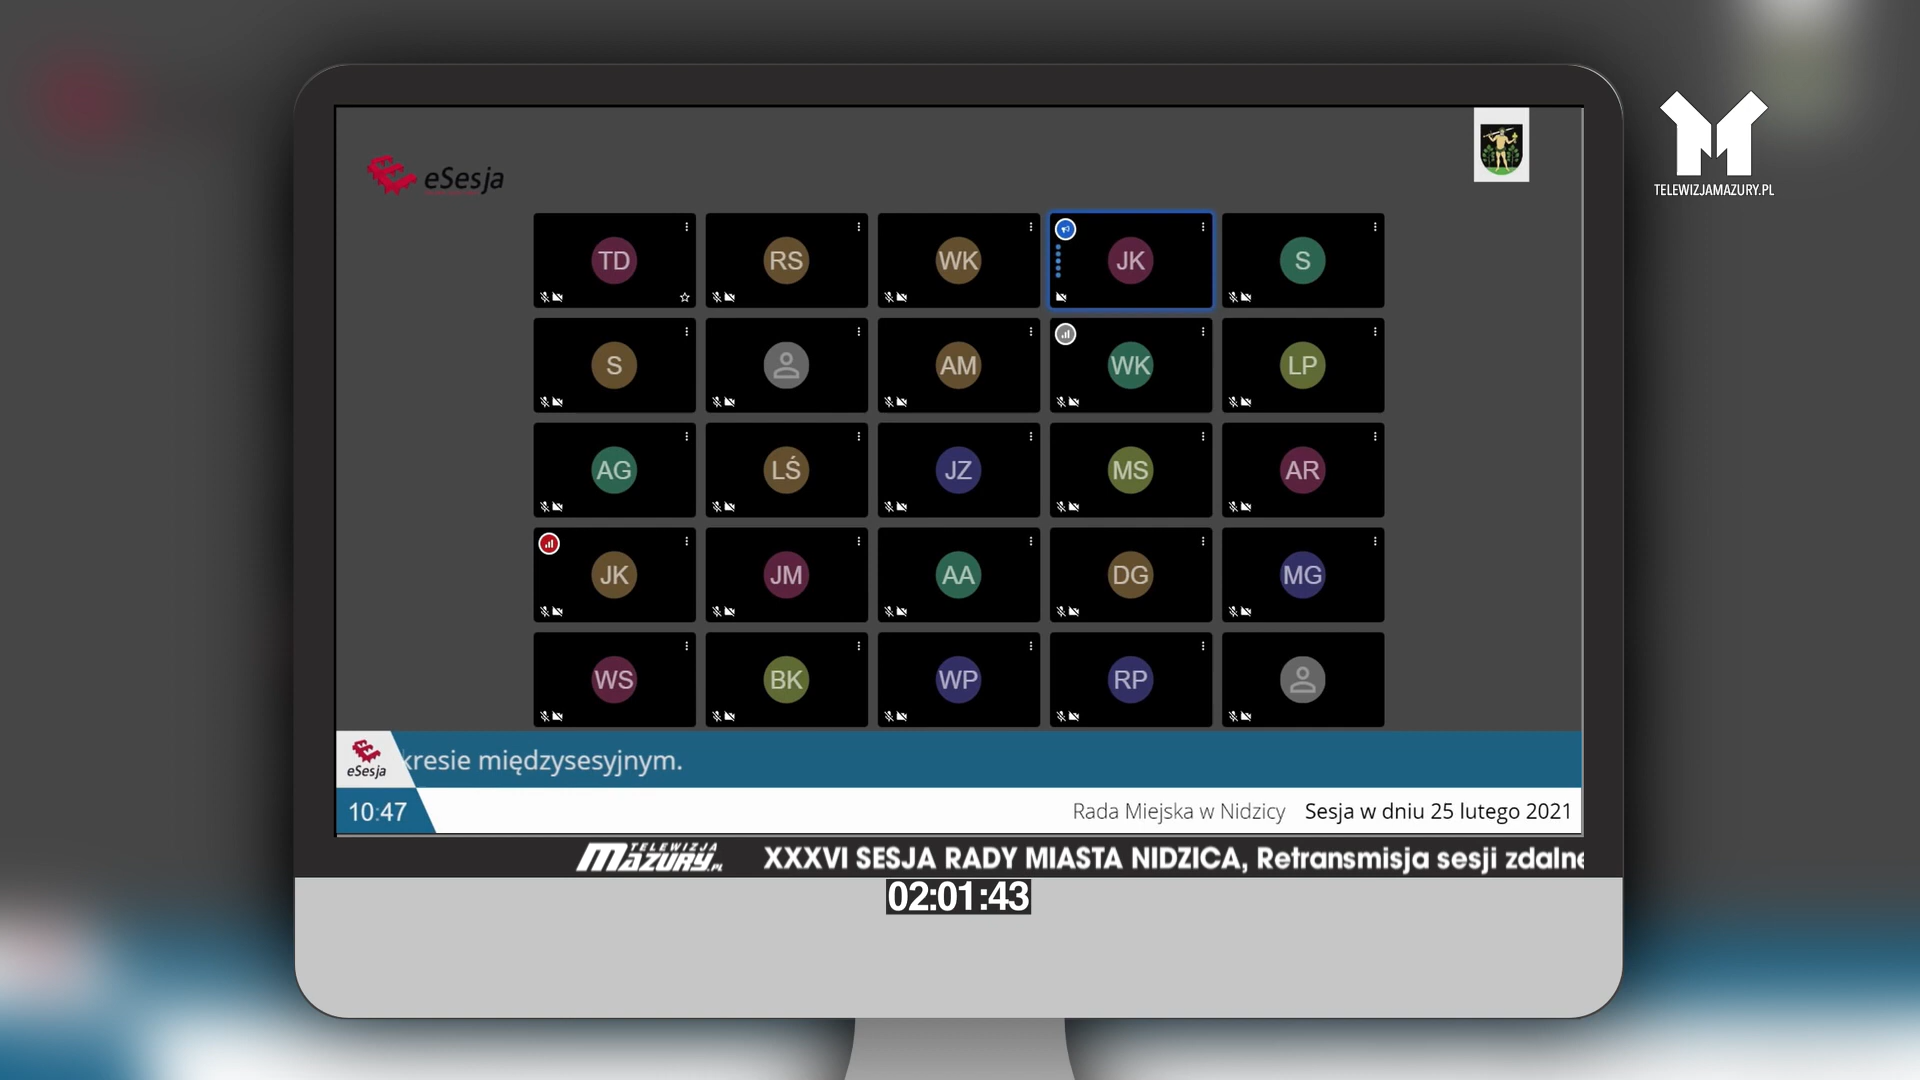 TELEWIZJAMAZURY.PL
eSesja
TD RS WK JK S
S AM WK LP
AG LŚ JZ MS AR
JK JM AA DG MG
WS BK WP RP
eSesja
kresie międzysesyjnym.
10:47
Rada Miejska w Nidzicy Sesja w dniu 25 lutego 2021
TELEWIZJA
MAZURY.PL
XXXVI SESJA RADY MIASTA NIDZICA, Retransmisja sesji zdalne
02:01:43